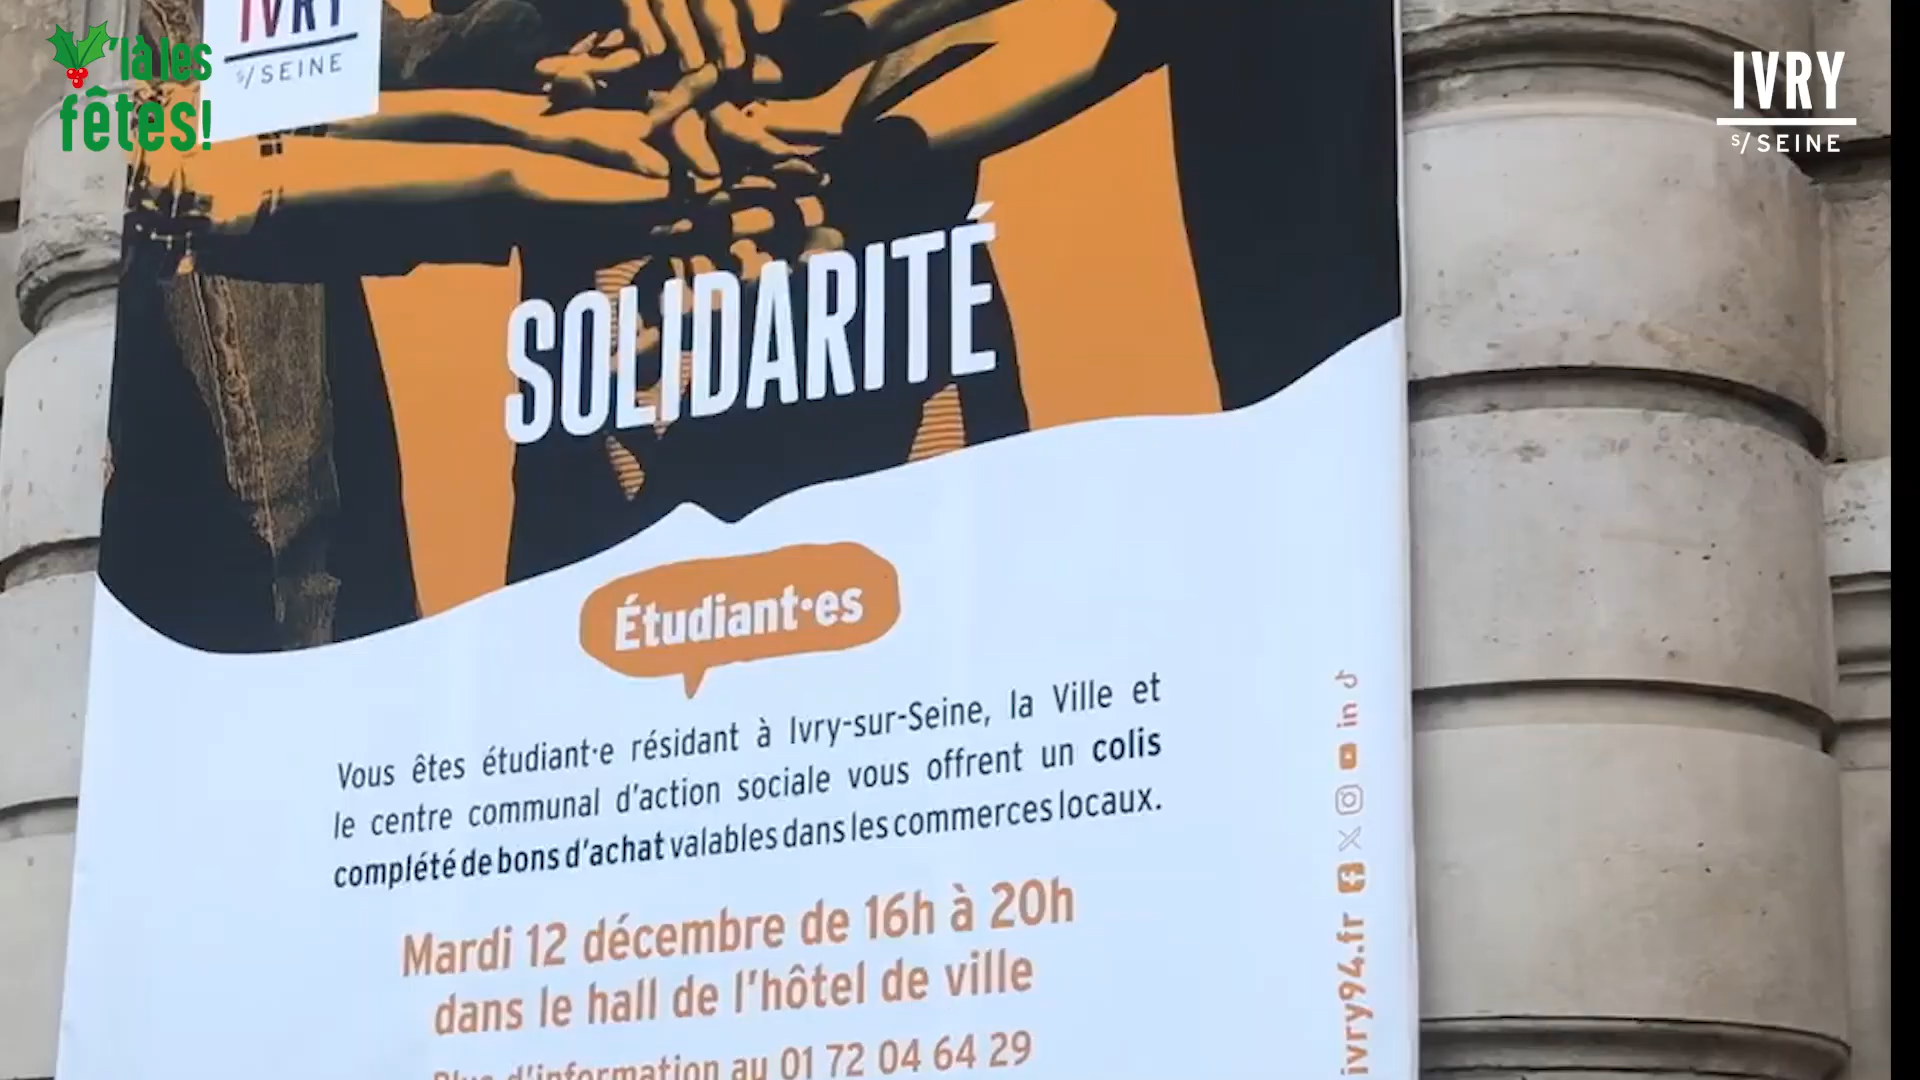 V'là les
fêtes!
IVRY
s/SEINE
IVRY
s/SEINE
SOLIDARITÉ
Étudiant·es
Vous êtes étudiant·e résidant à Ivry-sur-Seine, la Ville et
le centre communal d'action sociale vous offrent un colis
complété de bons d'achat valables dans les commerces locaux.
Mardi 12 décembre de 16h à 20h
dans le hall de l'hôtel de ville
Plus d'information au 01 72 04 64 29
ivry94.fr